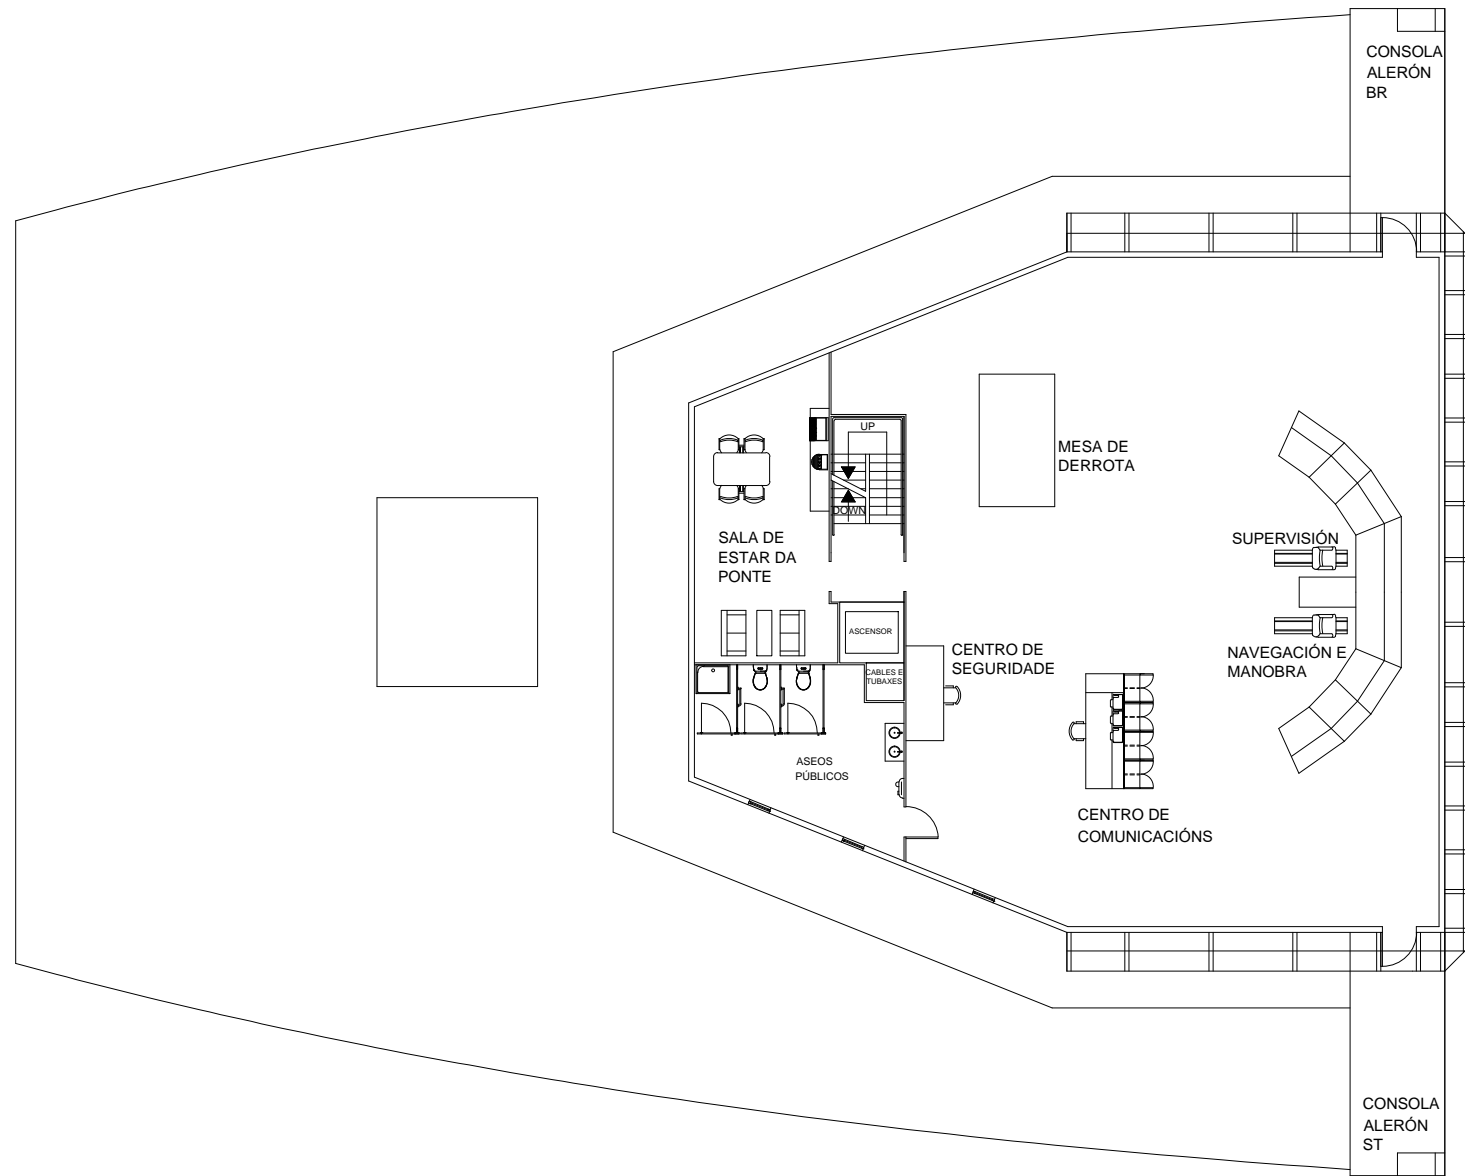 CONSOLA
ALERÓN
BR
UP
DOWN
MESA DE
DERROTA
SALA DE
ESTAR DA
PONTE
SUPERVISIÓN
ASCENSOR
CENTRO DE
SEGURIDADE
NAVEGACIÓN E
MANOBRA
CABLES E
TUBAXES
ASEOS
PÚBLICOS
CENTRO DE
COMUNICACIÓNS
CONSOLA
ALERÓN
ST